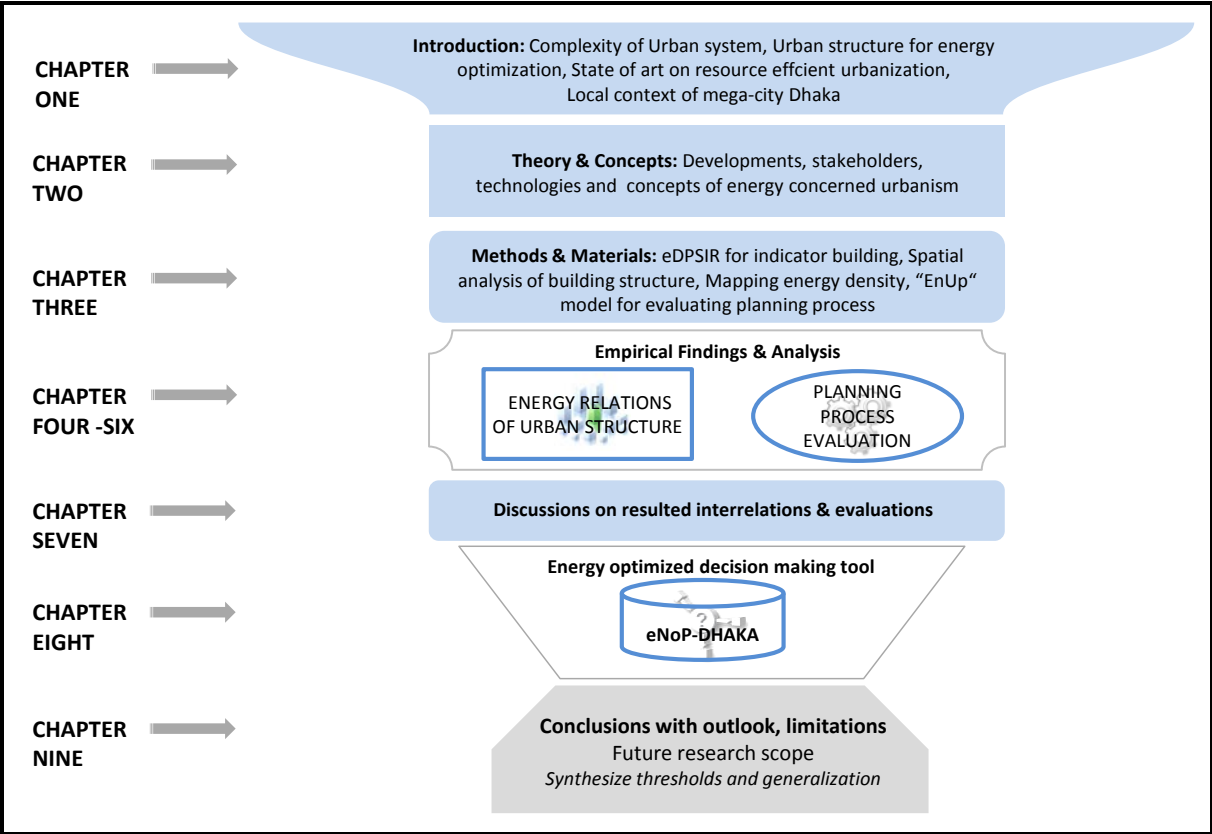 CHAPTER
ONE
Introduction: Complexity of Urban system, Urban structure for energy
optimization, State of art on resource effcient urbanization,
Local context of mega-city Dhaka
CHAPTER
TWO
Theory & Concepts: Developments, stakeholders,
technologies and concepts of energy concerned urbanism
CHAPTER
THREE
Methods & Materials: eDPSIR for indicator building, Spatial
analysis of building structure, Mapping energy density, “EnUp“
model for evaluating planning process
CHAPTER
FOUR -SIX
Empirical Findings & Analysis
ENERGY RELATIONS
OF URBAN STRUCTURE
PLANNING
PROCESS
EVALUATION
CHAPTER
SEVEN
Discussions on resulted interrelations & evaluations
CHAPTER
EIGHT
Energy optimized decision making tool
?
eNoP-DHAKA
CHAPTER
NINE
Conclusions with outlook, limitations
Future research scope
Synthesize thresholds and generalization